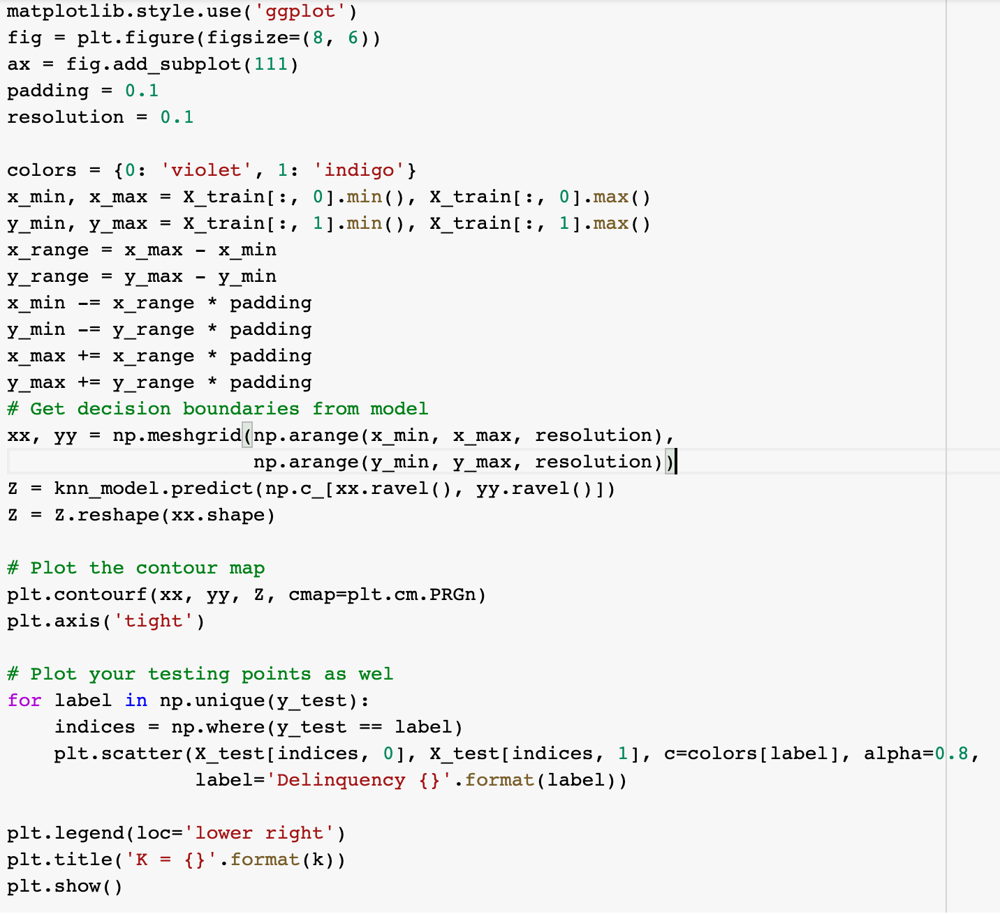 matplotlib.style.use('ggplot')
fig = plt.figure(figsize=(8, 6))
ax = fig.add_subplot(111)
padding = 0.1
resolution = 0.1

colors = {0: 'violet', 1: 'indigo'}
x_min, x_max = X_train[:, 0].min(), X_train[:, 0].max()
y_min, y_max = X_train[:, 1].min(), X_train[:, 1].max()
x_range = x_max - x_min
y_range = y_max - y_min
x_min -= x_range * padding
y_min -= y_range * padding
x_max += x_range * padding
y_max += y_range * padding
# Get decision boundaries from model
xx, yy = np.meshgrid(np.arange(x_min, x_max, resolution),
                     np.arange(y_min, y_max, resolution))
Z = knn_model.predict(np.c_[xx.ravel(), yy.ravel()])
Z = Z.reshape(xx.shape)

# Plot the contour map
plt.contourf(xx, yy, Z, cmap=plt.cm.PRGn)
plt.axis('tight')

# Plot your testing points as wel
for label in np.unique(y_test):
    indices = np.where(y_test == label)
    plt.scatter(X_test[indices, 0], X_test[indices, 1], c=colors[label], alpha=0.8,
                label='Delinquency {}'.format(label))

plt.legend(loc='lower right')
plt.title('K = {}'.format(k))
plt.show()